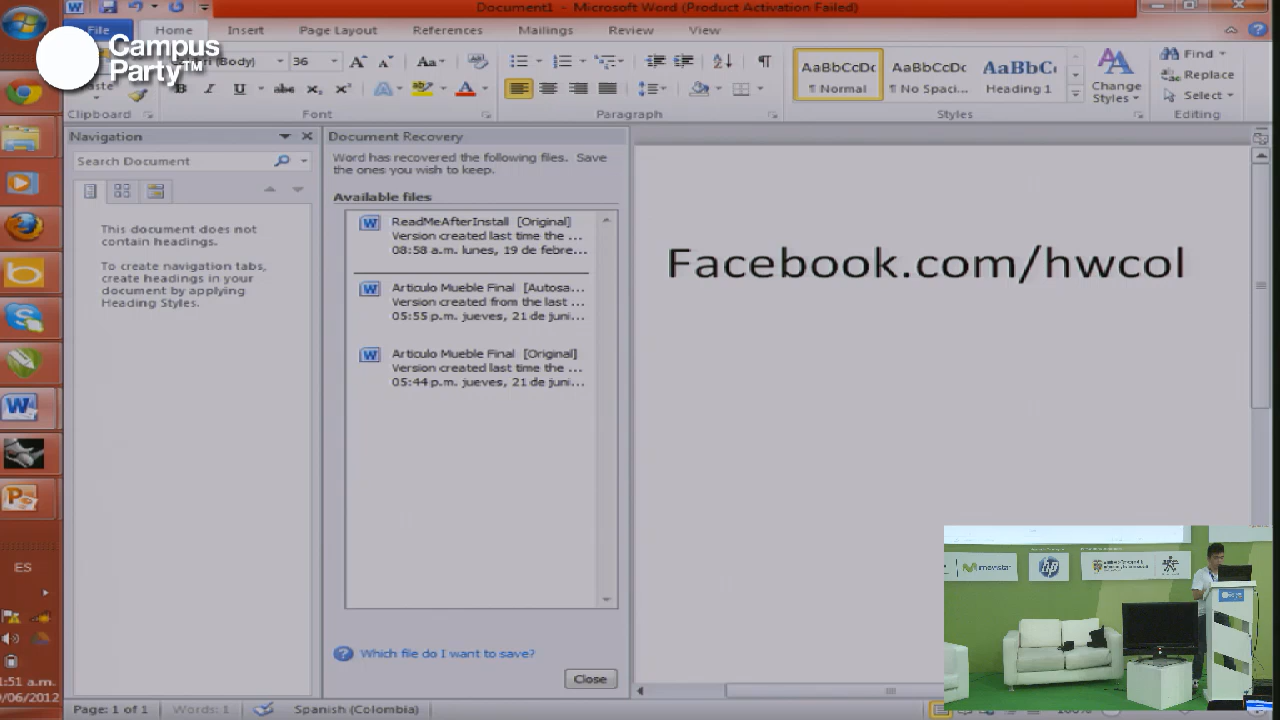 Document1 - Microsoft Word (Product Activation Failed)
File Home Insert Page Layout References Mailings Review View
Campus
Party™
(Body) 36
Clipboard Font Paragraph Styles Editing
AaBbCcDc AaBbCcDc AaBbC
¶ Normal ¶ No Spaci... Heading 1
Change
Styles
Find
Replace
Select
Navigation
Search Document
This document does not
contain headings.
To create navigation tabs,
create headings in your
document by applying
Heading Styles.
Document Recovery
Word has recovered the following files. Save
the ones you wish to keep.
Available files
ReadMeAfterInstall [Original]
Version created last time the ...
08:58 a.m. lunes, 19 de febre...
Articulo Mueble Final [Autosa...
Version created from the last ...
05:55 p.m. jueves, 21 de juni...
Articulo Mueble Final [Original]
Version created last time the ...
05:44 p.m. jueves, 21 de juni...
Which file do I want to save?
Close
Facebook.com/hwcol
ES
1:51 a.m.
9/06/2012
Page: 1 of 1 Words: 1 Spanish (Colombia)
movistar
hp